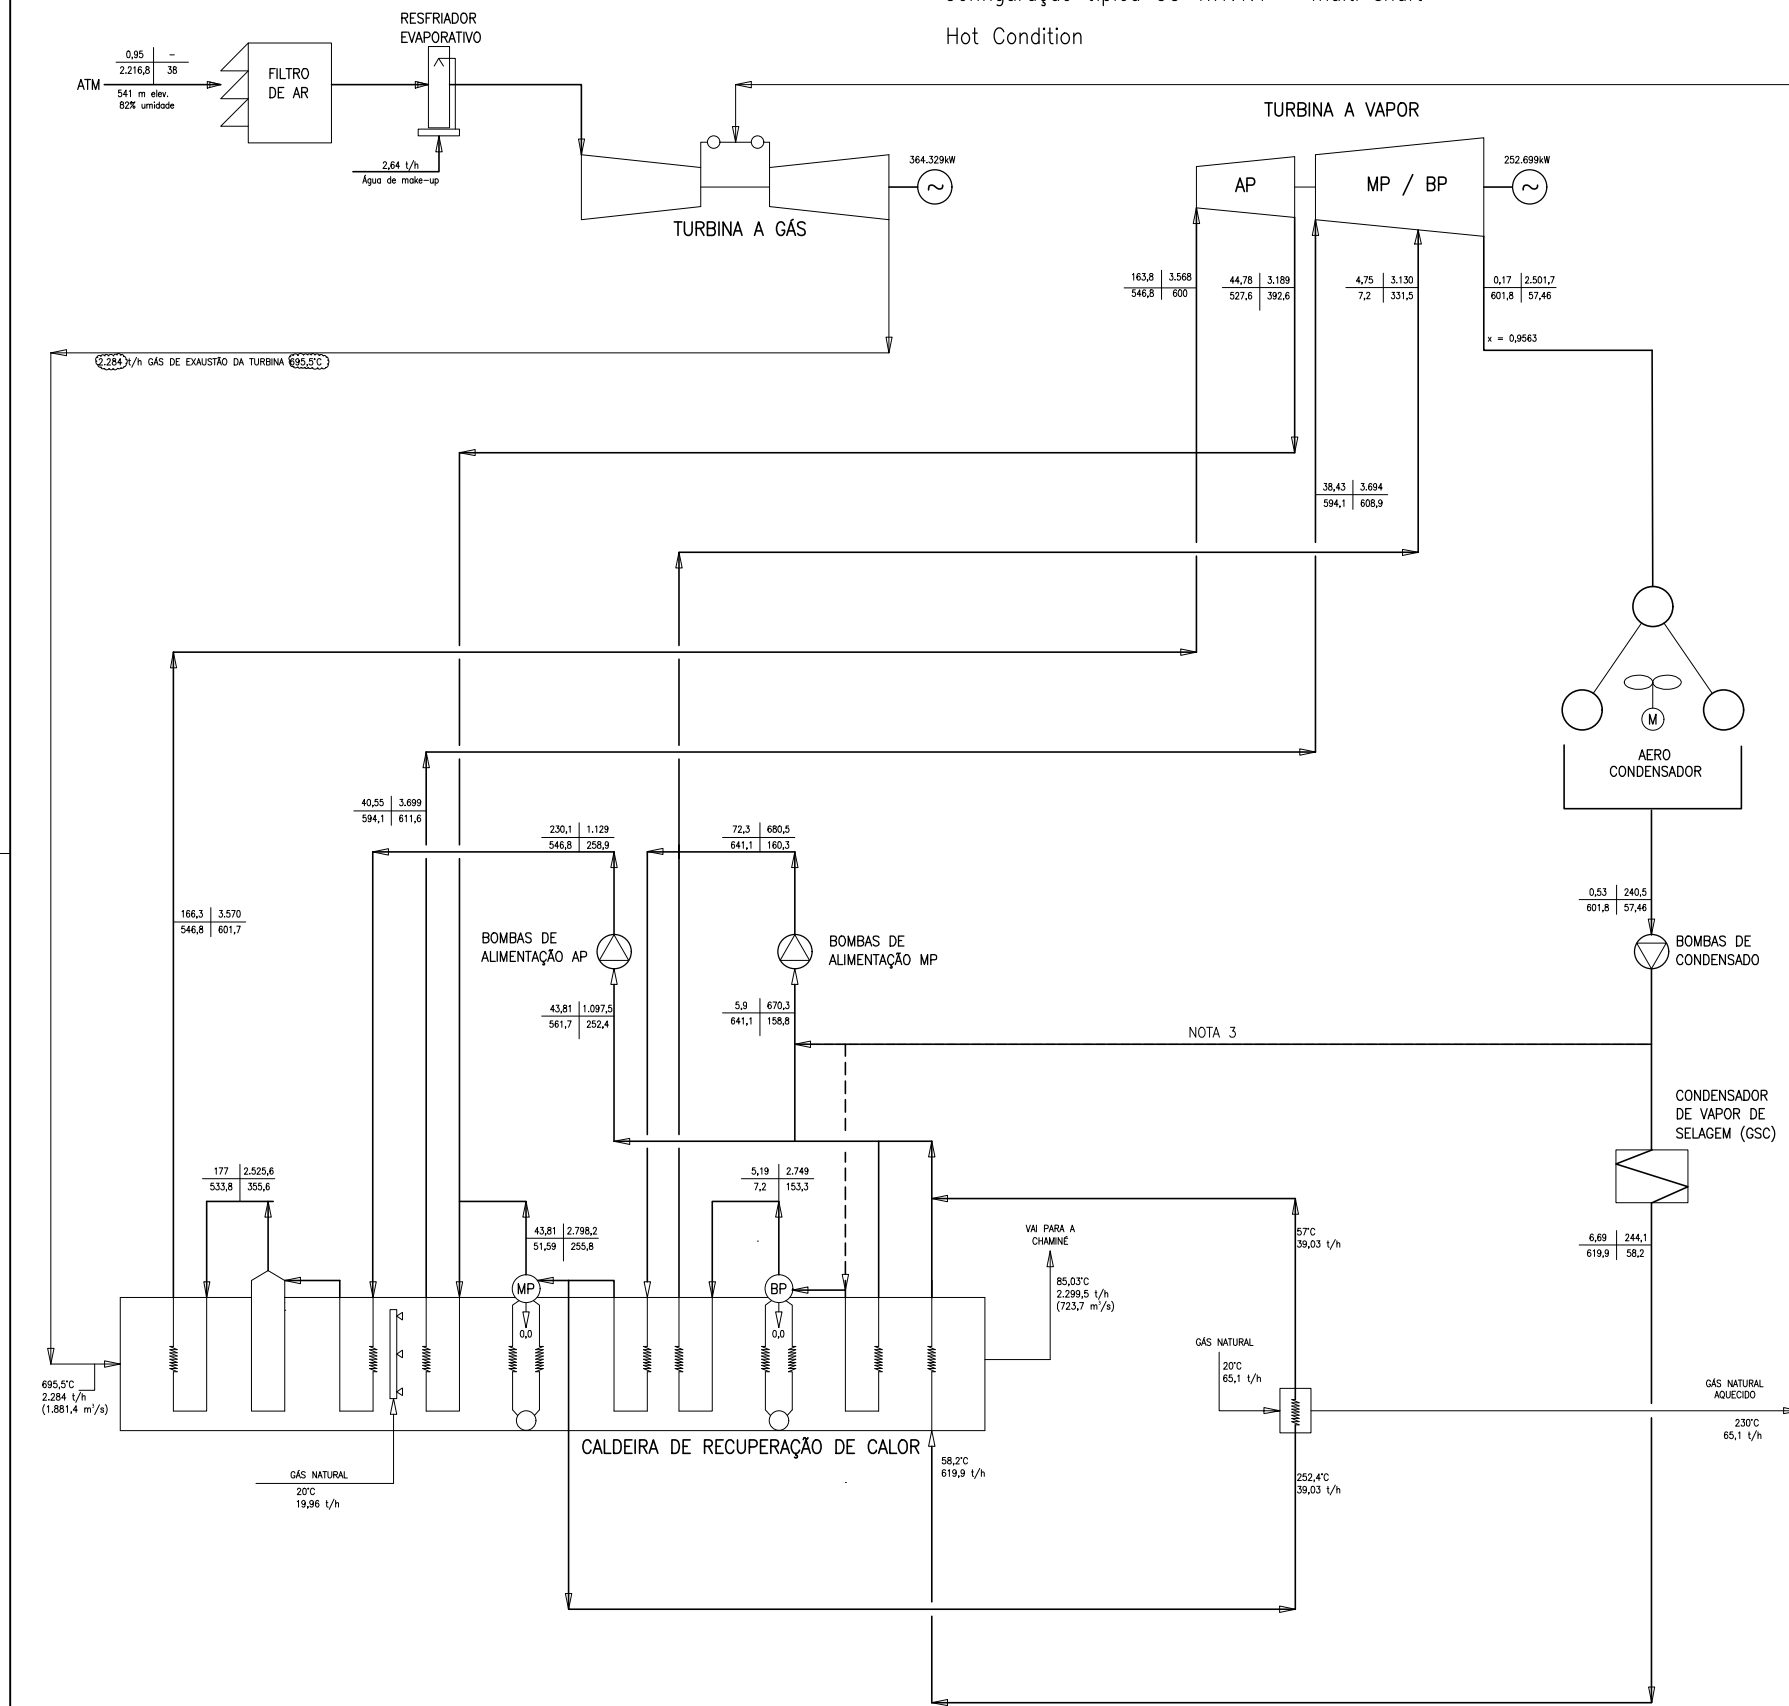 Hot Condition
RESFRIADOR
EVAPORATIVO
0,95 -
2.216,8 38
ATM
541 m elev.
82% umidade
FILTRO
DE AR
2,64 t/h
Água de make-up
TURBINA A GÁS
364.329kW
~
TURBINA A VAPOR
AP
MP / BP
252.699kW
~
163,8 3.568
546,8 600
44,78 3.189
527,6 392,6
4,75 3.130
7,2 331,5
0,17 2.501,7
601,8 57,46
x = 0,9563
2.284 t/h GÁS DE EXAUSTÃO DA TURBINA 695,5°C
38,43 3.694
594,1 608,9
M
AERO
CONDENSADOR
40,55 3.699
594,1 611,6
230,1 1.129
546,8 258,9
72,3 680,5
641,1 160,3
0,53 240,5
601,8 57,46
166,3 3.570
546,8 601,7
BOMBAS DE
ALIMENTAÇÃO AP
BOMBAS DE
ALIMENTAÇÃO MP
BOMBAS DE
CONDENSADO
43,81 1.097,5
561,7 252,4
5,9 670,3
641,1 158,8
NOTA 3
CONDENSADOR
DE VAPOR DE
SELAGEM (GSC)
177 2.525,6
533,8 355,6
5,19 2.749
7,2 153,3
43,81 2.798,2
51,59 255,8
VAI PARA A
CHAMINÉ
57°C
39,03 t/h
6,69 244,1
619,9 58,2
MP
0,0
BP
0,0
85,03°C
2.299,5 t/h
(723,7 m³/s)
GÁS NATURAL
20°C
65,1 t/h
695,5°C
2.284 t/h
(1.881,4 m³/s)
GÁS NATURAL
AQUECIDO
230°C
65,1 t/h
CALDEIRA DE RECUPERAÇÃO DE CALOR
58,2°C
619,9 t/h
GÁS NATURAL
20°C
19,96 t/h
252,4°C
39,03 t/h